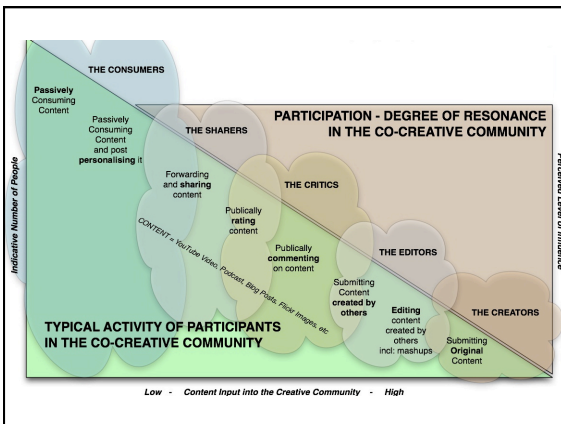 THE CONSUMERS
Passively
Consuming
Content
Passively
Consuming
Content
and post
personalising it
PARTICIPATION - DEGREE OF RESONANCE
IN THE CO-CREATIVE COMMUNITY
THE SHARERS
Forwarding
and sharing
content
THE CRITICS
Publically
rating
content
Publically
commenting
on content
THE EDITORS
Submitting
Content
created by
others
Editing
content
created by
others
incl: mashups
THE CREATORS
Submitting
Original
Content
CONTENT = YouTube Video, Podcast, Blog Posts, Flickr Images, etc
TYPICAL ACTIVITY OF PARTICIPANTS
IN THE CO-CREATIVE COMMUNITY
Indicative Number of People
Perceived Level of Influence
Low - Content Input into the Creative Community - High